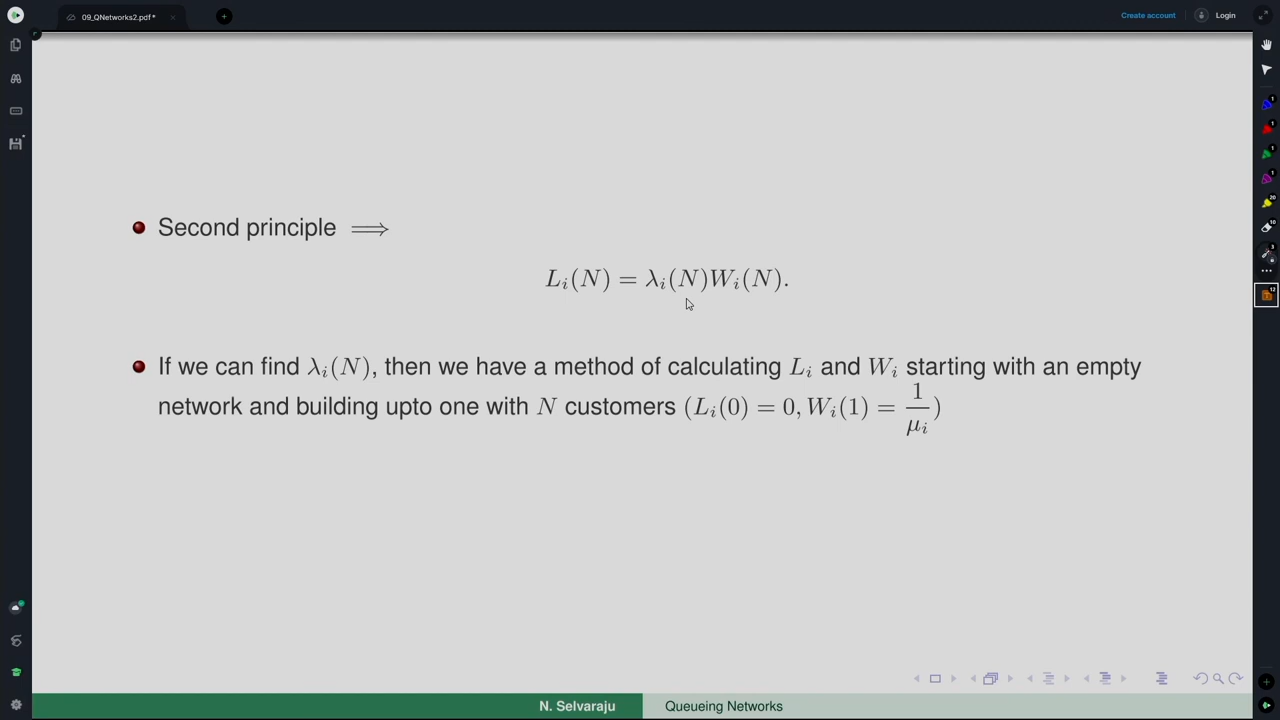 09_QNetworks2.pdf*
Create account
Login
Second principle ⟹
L_i(N) = λ_i(N)W_i(N).
If we can find λ_i(N), then we have a method of calculating L_i and W_i starting with an empty
network and building upto one with N customers (L_i(0) = 0, W_i(1) = 1/μ_i)
N. Selvaraju
Queueing Networks